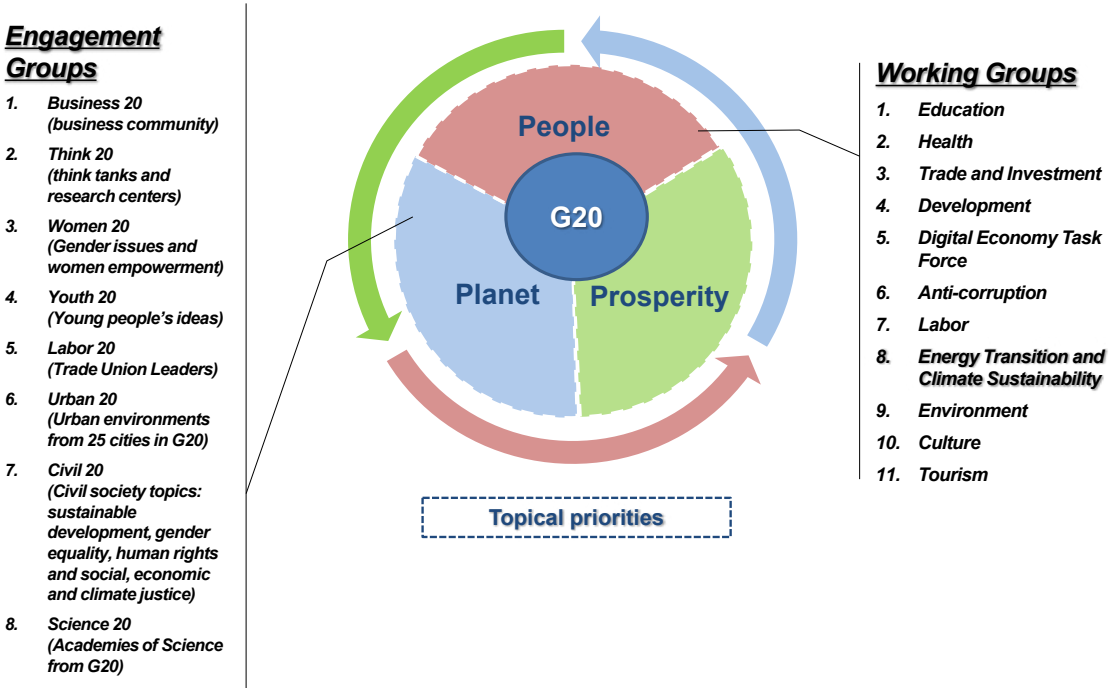 Engagement
Groups
1. Business 20
(business community)
2. Think 20
(think tanks and
research centers)
3. Women 20
(Gender issues and
women empowerment)
4. Youth 20
(Young people's ideas)
5. Labor 20
(Trade Union Leaders)
6. Urban 20
(Urban environments
from 25 cities in G20)
7. Civil 20
(Civil society topics:
sustainable
development, gender
equality, human rights
and social, economic
and climate justice)
8. Science 20
(Academies of Science
from G20)
People
G20
Planet
Prosperity
Topical priorities
Working Groups
1. Education
2. Health
3. Trade and Investment
4. Development
5. Digital Economy Task
Force
6. Anti-corruption
7. Labor
8. Energy Transition and
Climate Sustainability
9. Environment
10. Culture
11. Tourism